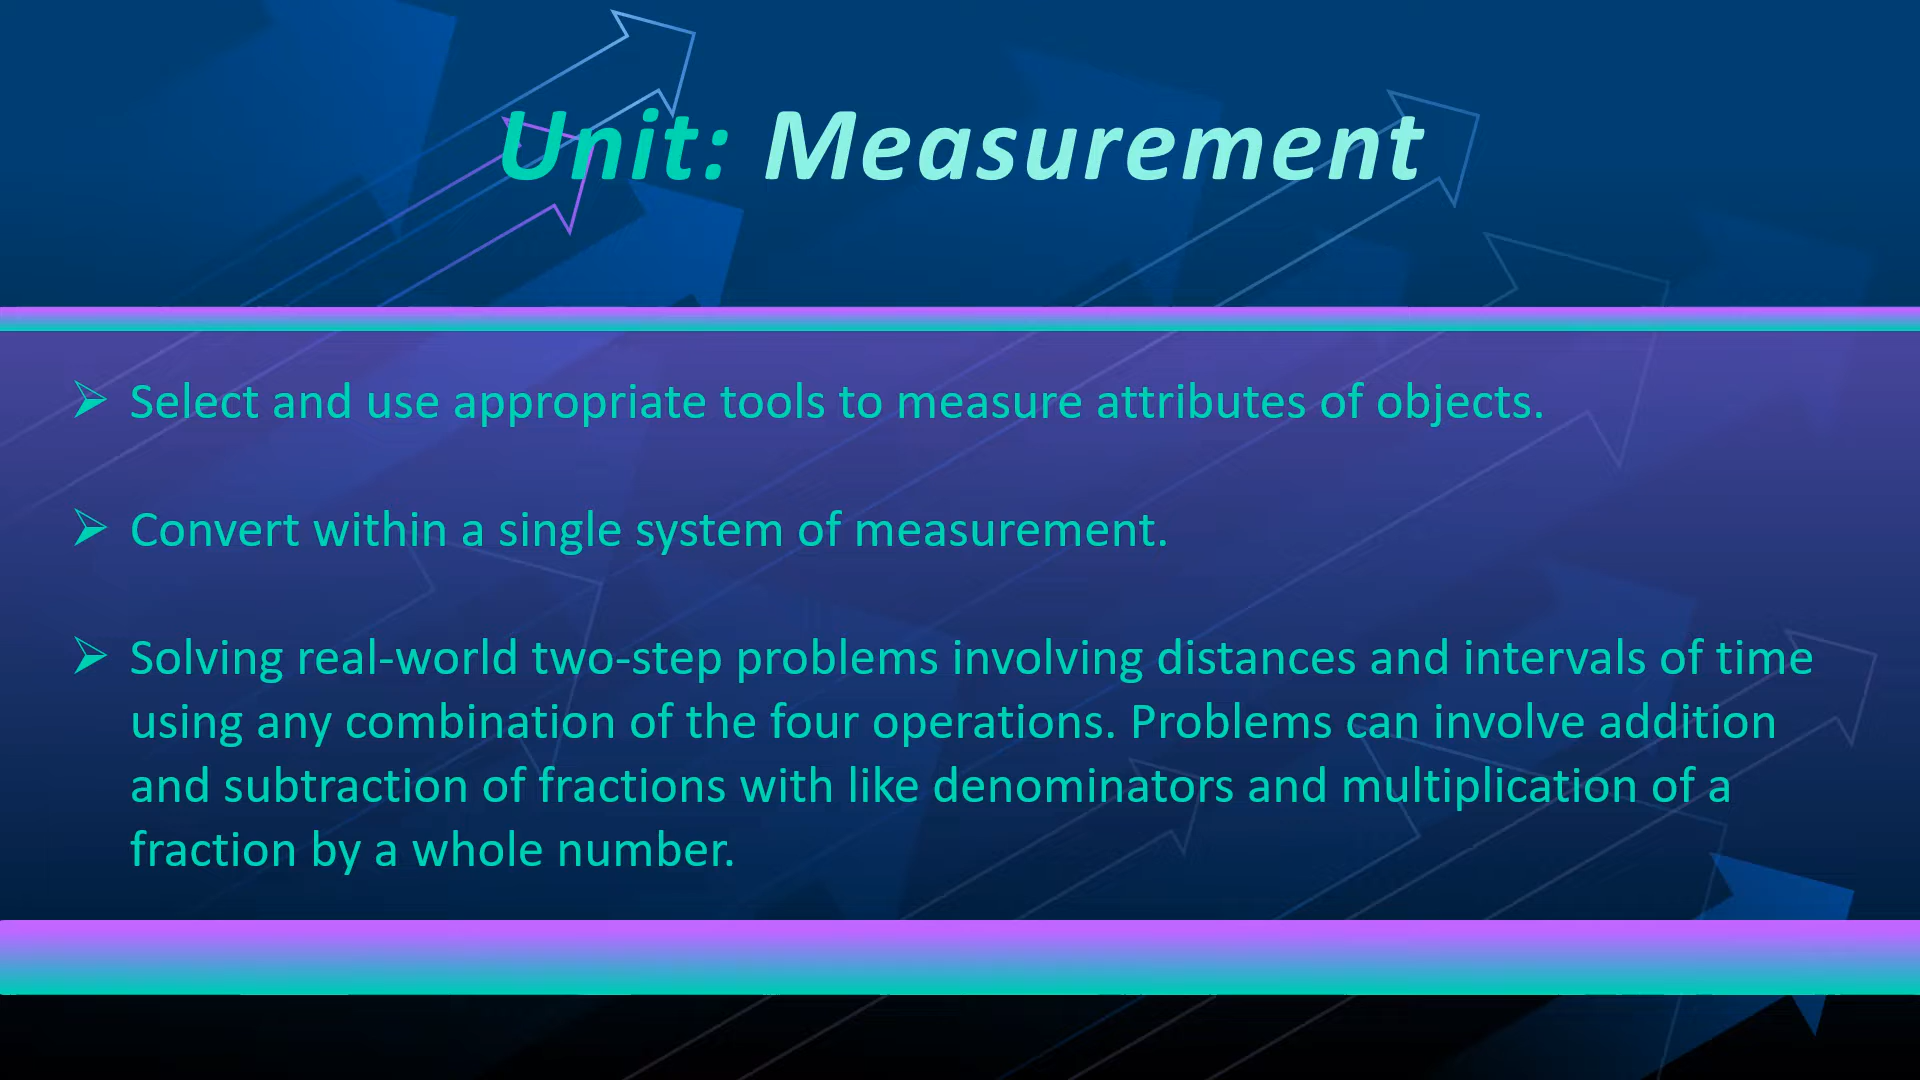 Unit: Measurement
➢ Select and use appropriate tools to measure attributes of objects.
➢ Convert within a single system of measurement.
➢ Solving real-world two-step problems involving distances and intervals of time
using any combination of the four operations. Problems can involve addition
and subtraction of fractions with like denominators and multiplication of a
fraction by a whole number.